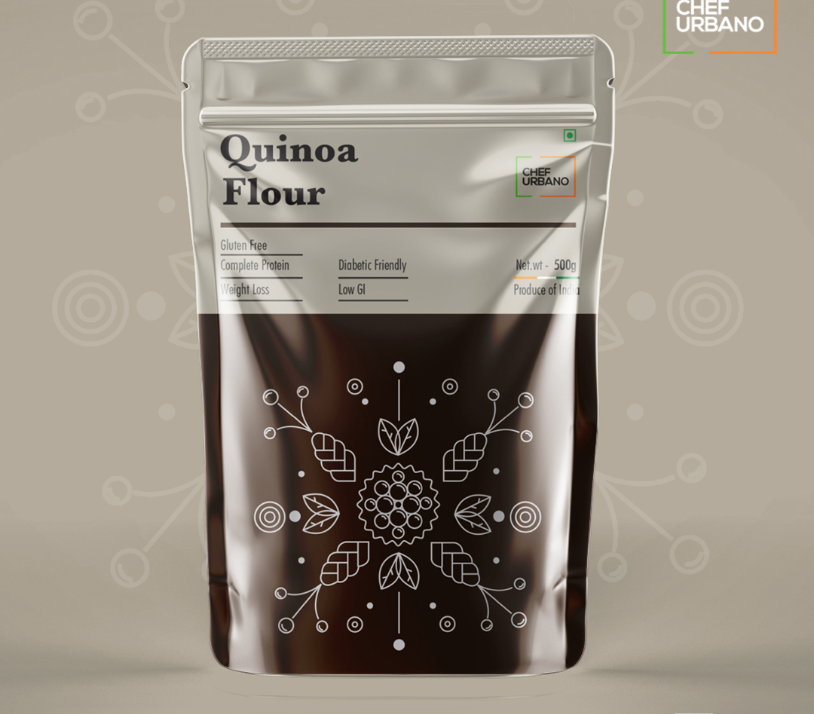 CHEF
URBANO
Quinoa
Flour
CHEF
URBANO
Gluten Free
Complete Protein
Diabetic Friendly
Net.wt - 500g
Weight Loss
Low GI
Produce of India